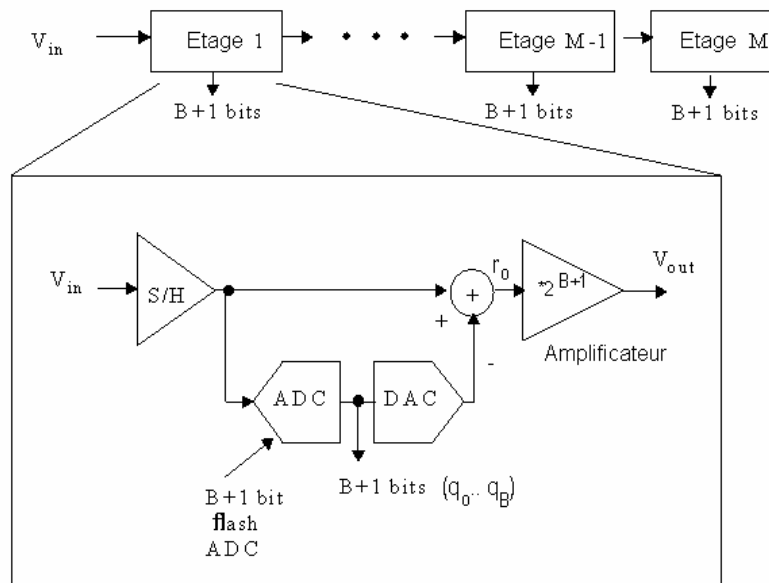 V_in Etage 1 • • • Etage M-1 Etage M
B+1 bits B+1 bits B+1 bits
V_in S/H + r_0 *2^B+1 V_out
+
-
Amplificateur
ADC DAC
B+1 bits (q_0.. q_B)
B+1 bit
flash
ADC